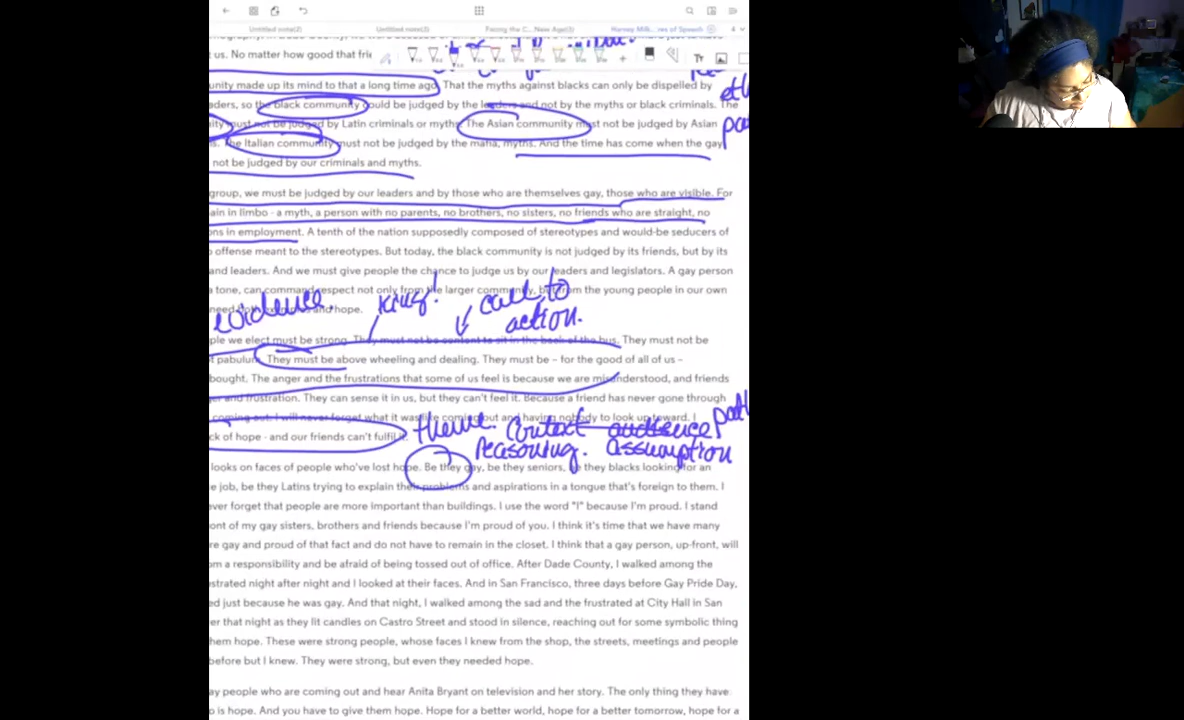 Untitled note(2)
Untitled note(3)
Facing the C... New Age(5)
Harvey Milk... res of Speech
4
us. No matter how good that frie
unity made up its mind to that a long time ago. That the myths against blacks can only be dispelled by
eth
aders, so the black community could be judged by the leaders and not by the myths or black criminals. The
ity must not be judged by Latin criminals or myths. The Asian community must not be judged by Asian
s. The Italian community must not be judged by the mafia, myths. And the time has come when the gay
not be judged by our criminals and myths.
group, we must be judged by our leaders and by those who are themselves gay, those who are visible. For
ain in limbo - a myth, a person with no parents, no brothers, no sisters, no friends who are straight, no
ons in employment. A tenth of the nation supposedly composed of stereotypes and would-be seducers of
offense meant to the stereotypes. But today, the black community is not judged by its friends, but by its
and leaders. And we must give people the chance to judge us by our leaders and legislators. A gay person
tone, can command respect not only from the larger community, but from the young people in our own
need both hope.
evidence. King! call to
action.
ple we elect must be strong. They must not be content to sit in the back of the bus. They must not be
pabulum. They must be above wheeling and dealing. They must be - for the good of all of us -
bought. The anger and the frustrations that some of us feel is because we are misunderstood, and friends
er and frustration. They can sense it in us, but they can't feel it. Because a friend has never gone through
coming out. I will never forget what it was like coming out and having nobody to look up toward. I
ck of hope - and our friends can't fulfill it.
theme. Context audience path
reasoning. assumption
looks on faces of people who've lost hope. Be they gay, be they seniors, be they blacks looking for an
e job, be they Latins trying to explain their problems and aspirations in a tongue that's foreign to them. I
ver forget that people are more important than buildings. I use the word "I" because I'm proud. I stand
ont of my gay sisters, brothers and friends because I'm proud of you. I think it's time that we have many
re gay and proud of that fact and do not have to remain in the closet. I think that a gay person, up-front, will
om a responsibility and be afraid of being tossed out of office. After Dade County, I walked among the
strated night after night and I looked at their faces. And in San Francisco, three days before Gay Pride Day,
ed just because he was gay. And that night, I walked among the sad and the frustrated at City Hall in San
er that night as they lit candles on Castro Street and stood in silence, reaching out for some symbolic thing
hem hope. These were strong people, whose faces I knew from the shop, the streets, meetings and people
before but I knew. They were strong, but even they needed hope.
ay people who are coming out and hear Anita Bryant on television and her story. The only thing they have
o is hope. And you have to give them hope. Hope for a better world, hope for a better tomorrow, hope for a